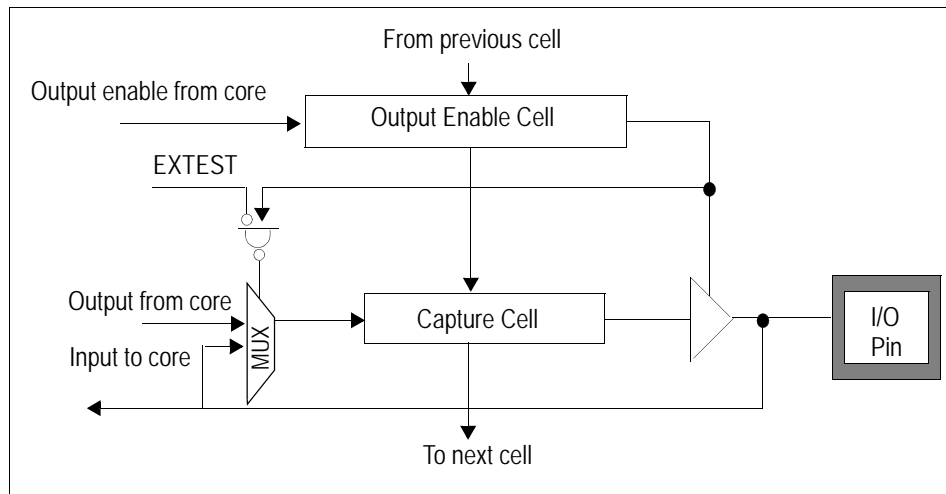 From previous cell
Output enable from core
Output Enable Cell
EXTEST
Output from core
Input to core
MUX
Capture Cell
I/O
Pin
To next cell